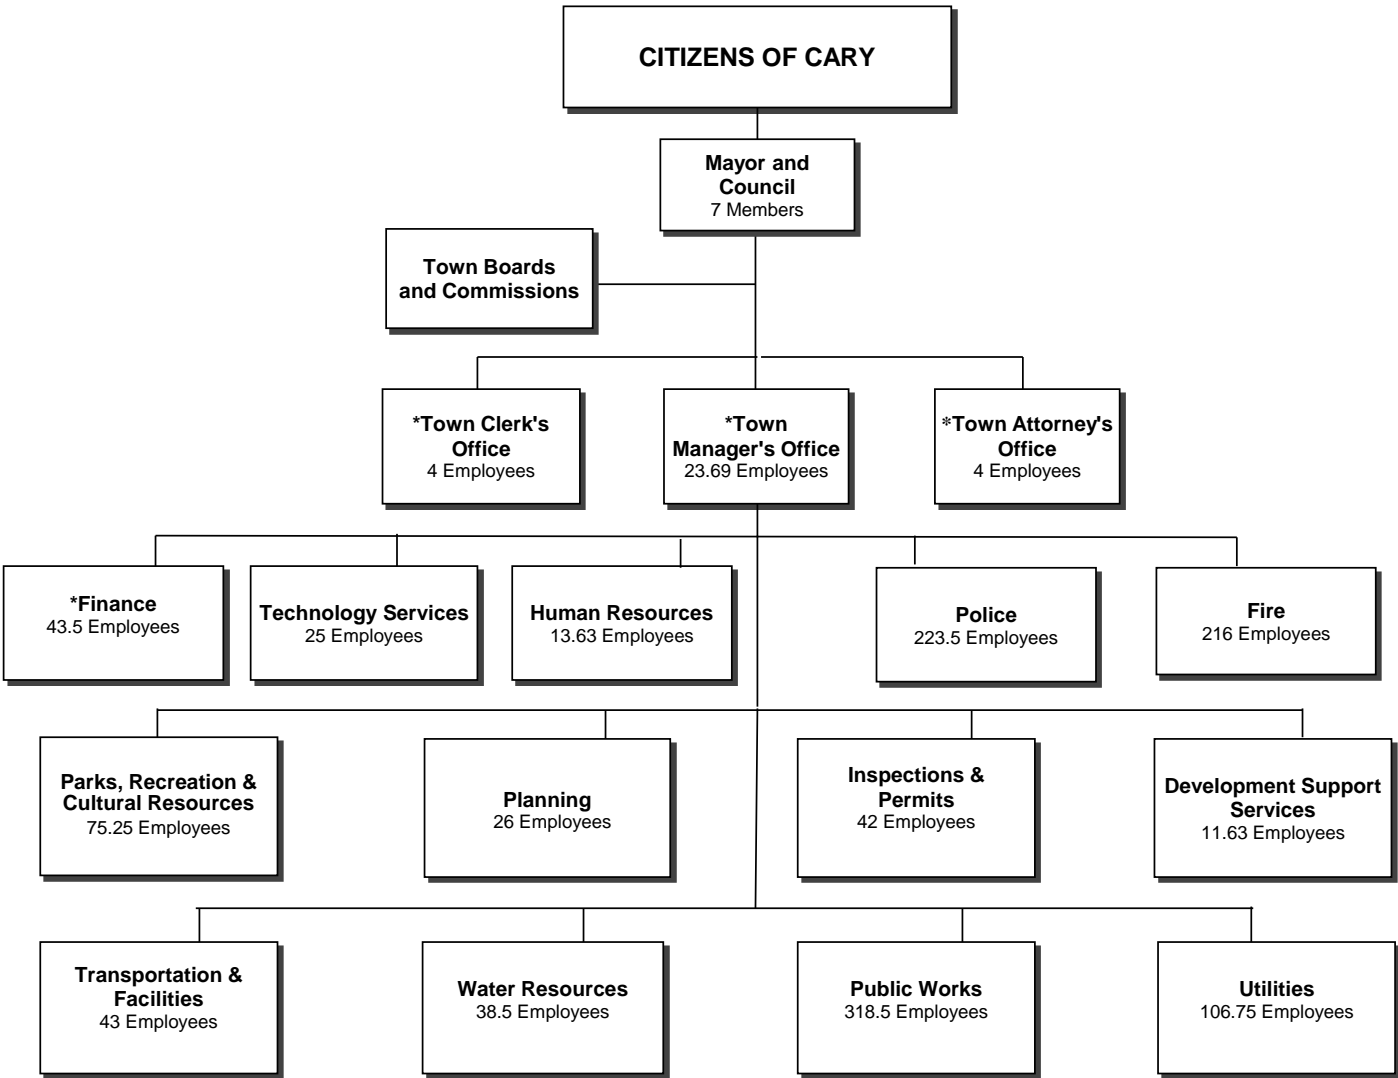 CITIZENS OF CARY
Mayor and
Council
7 Members
Town Boards
and Commissions
*Town Clerk's
Office
4 Employees
*Town
Manager's Office
23.69 Employees
*Town Attorney's
Office
4 Employees
*Finance
43.5 Employees
Technology Services
25 Employees
Human Resources
13.63 Employees
Police
223.5 Employees
Fire
216 Employees
Parks, Recreation &
Cultural Resources
75.25 Employees
Planning
26 Employees
Inspections &
Permits
42 Employees
Development Support
Services
11.63 Employees
Transportation &
Facilities
43 Employees
Water Resources
38.5 Employees
Public Works
318.5 Employees
Utilities
106.75 Employees